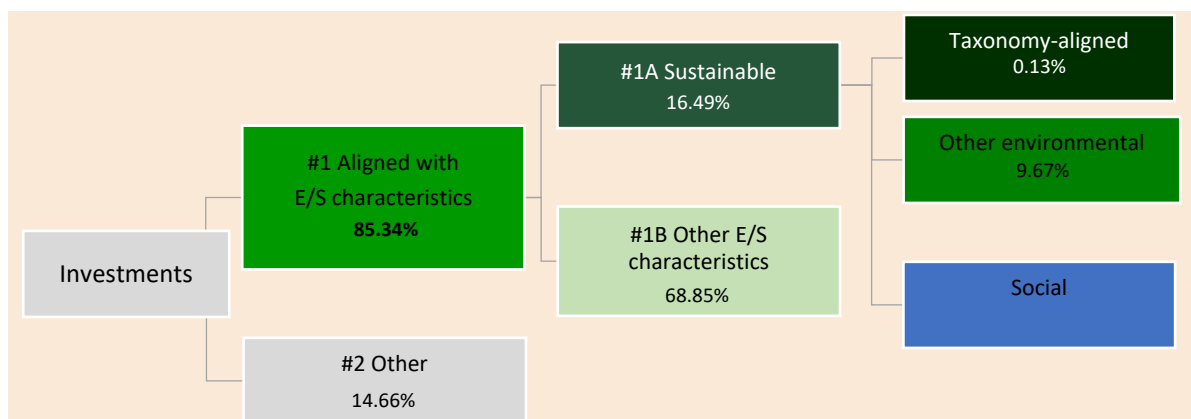 Investments
#1 Aligned with
E/S characteristics
85.34%
#2 Other
14.66%
#1A Sustainable
16.49%
#1B Other E/S
characteristics
68.85%
Taxonomy-aligned
0.13%
Other environmental
9.67%
Social